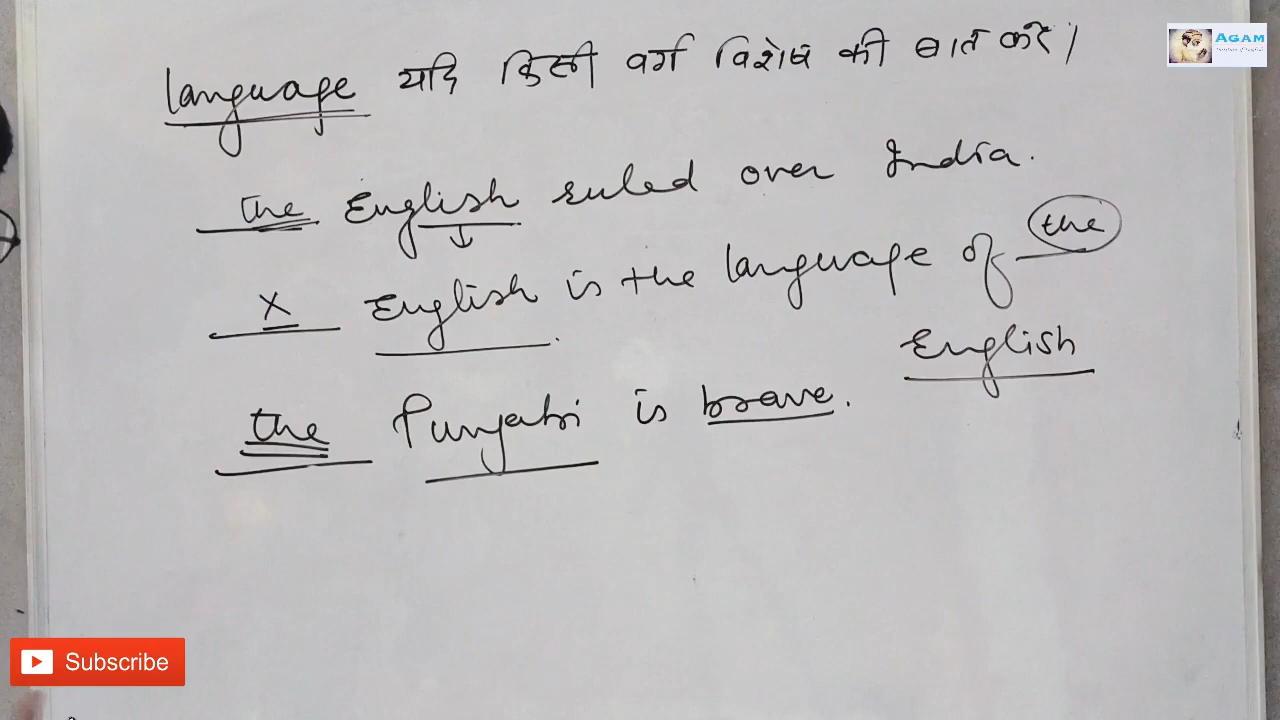 AGAM
language यदि किसी वर्ग विशेष की बात करे।
the English ruled over India.
x English is the language of the
English
the Punjabi is brave.
Subscribe